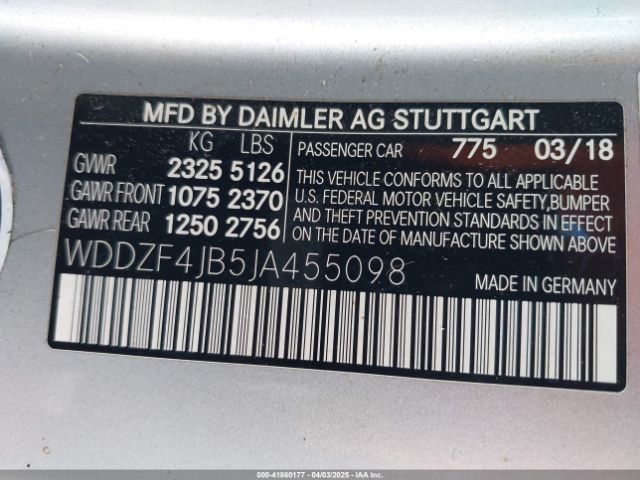 MFD BY DAIMLER AG STUTTGART
KG LBS
GVWR 2325 5126
GAWR FRONT 1075 2370
GAWR REAR 1250 2756
PASSENGER CAR 775 03/18
THIS VEHICLE CONFORMS TO ALL APPLICABLE
U.S. FEDERAL MOTOR VEHICLE SAFETY,BUMPER
AND THEFT PREVENTION STANDARDS IN EFFECT
ON THE DATE OF MANUFACTURE SHOWN ABOVE
WDDZF4JB5JA455098
MADE IN GERMANY
000-41860177 - 04/03/2025 - IAAI.COM